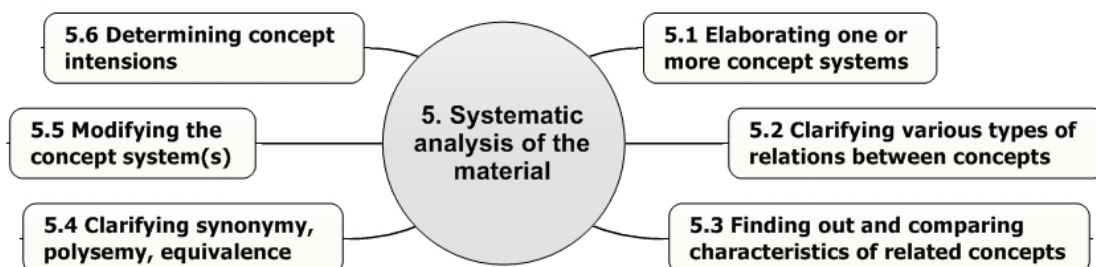 5. Systematic
analysis of the
material
5.1 Elaborating one or
more concept systems
5.2 Clarifying various types of
relations between concepts
5.3 Finding out and comparing
characteristics of related concepts
5.4 Clarifying synonymy,
polysemy, equivalence
5.5 Modifying the
concept system(s)
5.6 Determining concept
intensions